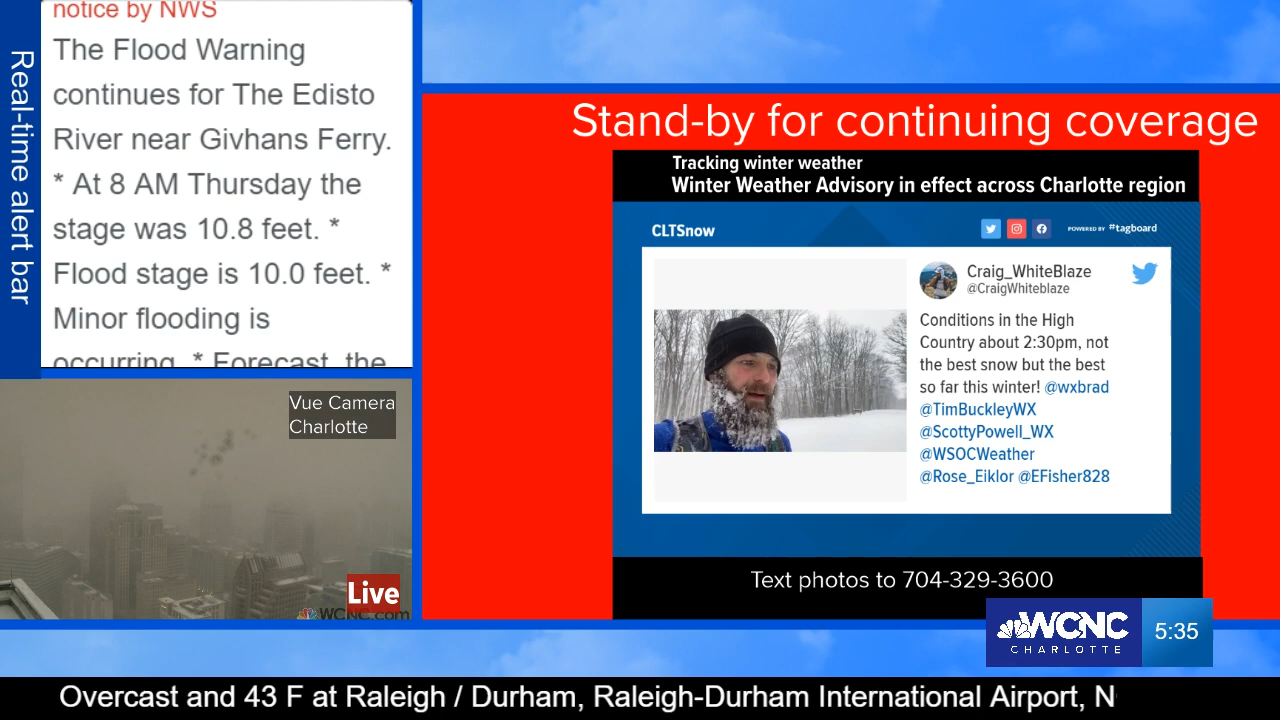 Real-time alert bar
notice by NWS
The Flood Warning
continues for The Edisto
River near Givhans Ferry.
* At 8 AM Thursday the
stage was 10.8 feet. *
Flood stage is 10.0 feet. *
Minor flooding is
occurring. * Forecast, the
Vue Camera
Charlotte
Live
WCNC.com
Stand-by for continuing coverage
Tracking winter weather
Winter Weather Advisory in effect across Charlotte region
CLTSnow
POWERED BY #tagboard
Craig_WhiteBlaze
@CraigWhiteblaze
Conditions in the High
Country about 2:30pm, not
the best snow but the best
so far this winter! @wxbrad
@TimBuckleyWX
@ScottyPowell_WX
@WSOCWeather
@Rose_Eiklor @EFisher828
Text photos to 704-329-3600
WCNC
CHARLOTTE
5:35
Overcast and 43 F at Raleigh / Durham, Raleigh-Durham International Airport, N